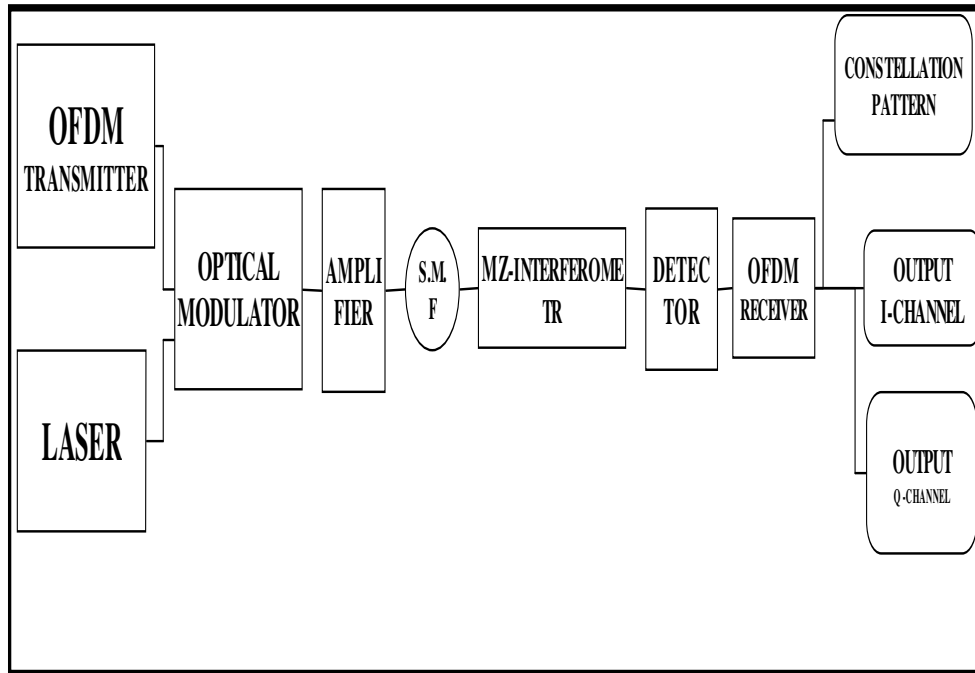 OFDM
TRANSMITTER
LASER
OPTICAL
MODULATOR
AMPLI
FIER
S.M.
F
MZ-INTERFEROME
TR
DETEC
TOR
OFDM
RECEIVER
CONSTELLATION
PATTERN
OUTPUT
I-CHANNEL
OUTPUT
Q-CHANNEL